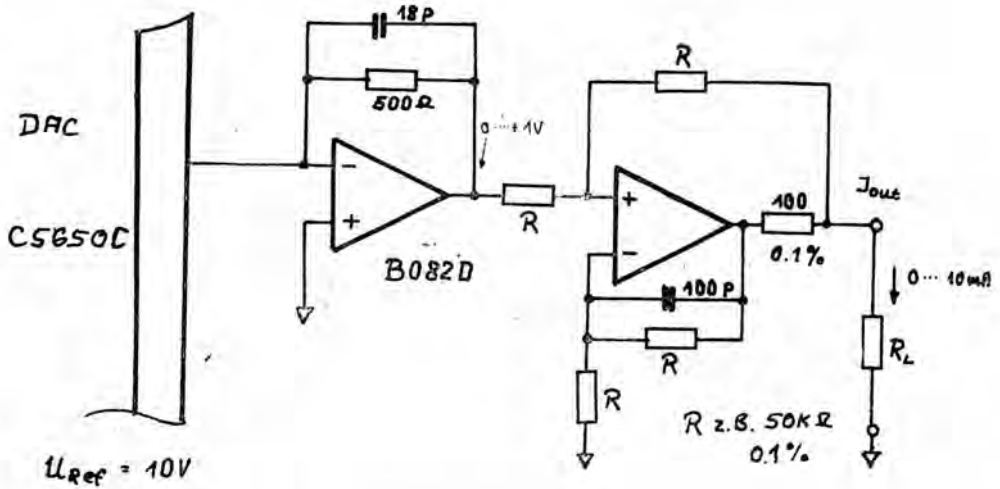 18p
R
500Ω
DAC
0 ... +1V
-
+
100
Jout
C5650C
+
-
R
0.1%
B082D
100p
0 ... 10mA
R
RL
R
R z.B. 50KΩ
0.1%
URef = 10V